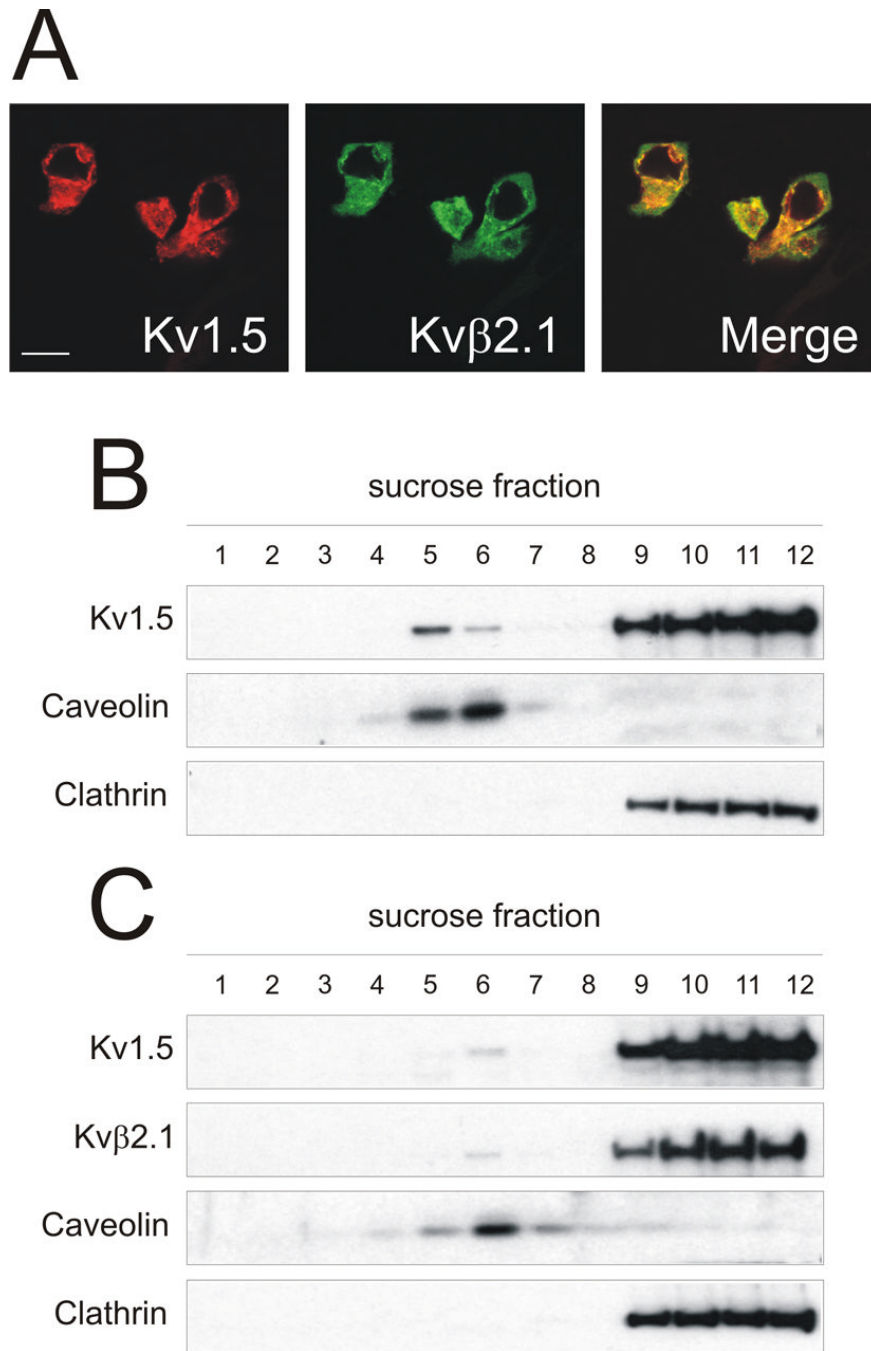 A
Kv1.5 Kvβ2.1 Merge
B
sucrose fraction
1 2 3 4 5 6 7 8 9 10 11 12
Kv1.5
Caveolin
Clathrin
C
sucrose fraction
1 2 3 4 5 6 7 8 9 10 11 12
Kv1.5
Kvβ2.1
Caveolin
Clathrin